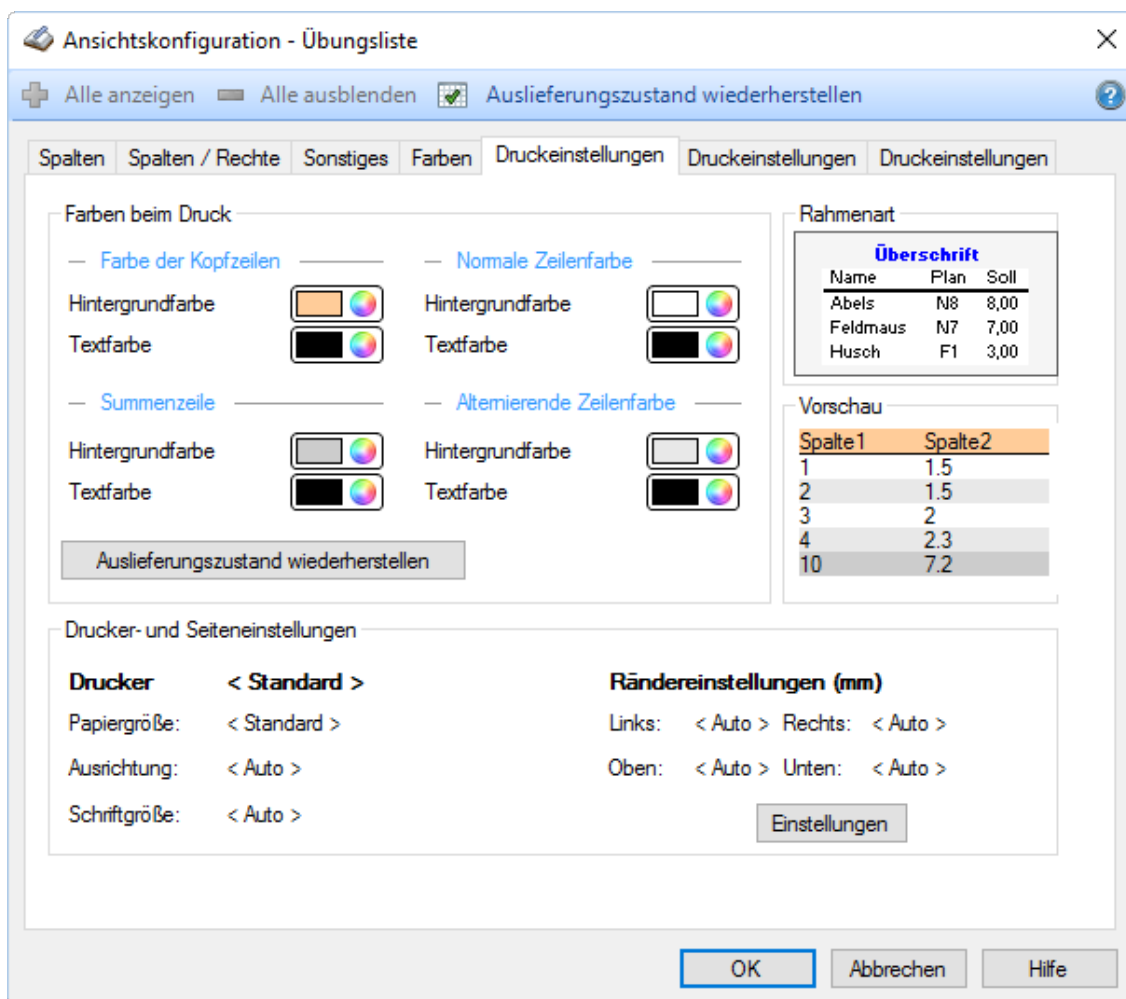 Ansichtskonfiguration - Übungsliste
Alle anzeigen Alle ausblenden Auslieferungszustand wiederherstellen
Spalten Spalten / Rechte Sonstiges Farben Druckeinstellungen Druckeinstellungen Druckeinstellungen
Farben beim Druck
Farbe der Kopfzeilen
Hintergrundfarbe
Textfarbe
Normale Zeilenfarbe
Hintergrundfarbe
Textfarbe
Summenzeile
Hintergrundfarbe
Textfarbe
Alternierende Zeilenfarbe
Hintergrundfarbe
Textfarbe
Auslieferungszustand wiederherstellen
Rahmenart
Überschrift
Name Plan Soll
Abels N8 8,00
Feldmaus N7 7,00
Husch F1 3,00
Vorschau
Spalte1 Spalte2
1 1.5
2 1.5
3 2
4 2.3
10 7.2
Drucker- und Seiteneinstellungen
Drucker < Standard >
Papiergröße: < Standard >
Ausrichtung: < Auto >
Schriftgröße: < Auto >
Rändereinstellungen (mm)
Links: < Auto > Rechts: < Auto >
Oben: < Auto > Unten: < Auto >
Einstellungen
OK Abbrechen Hilfe